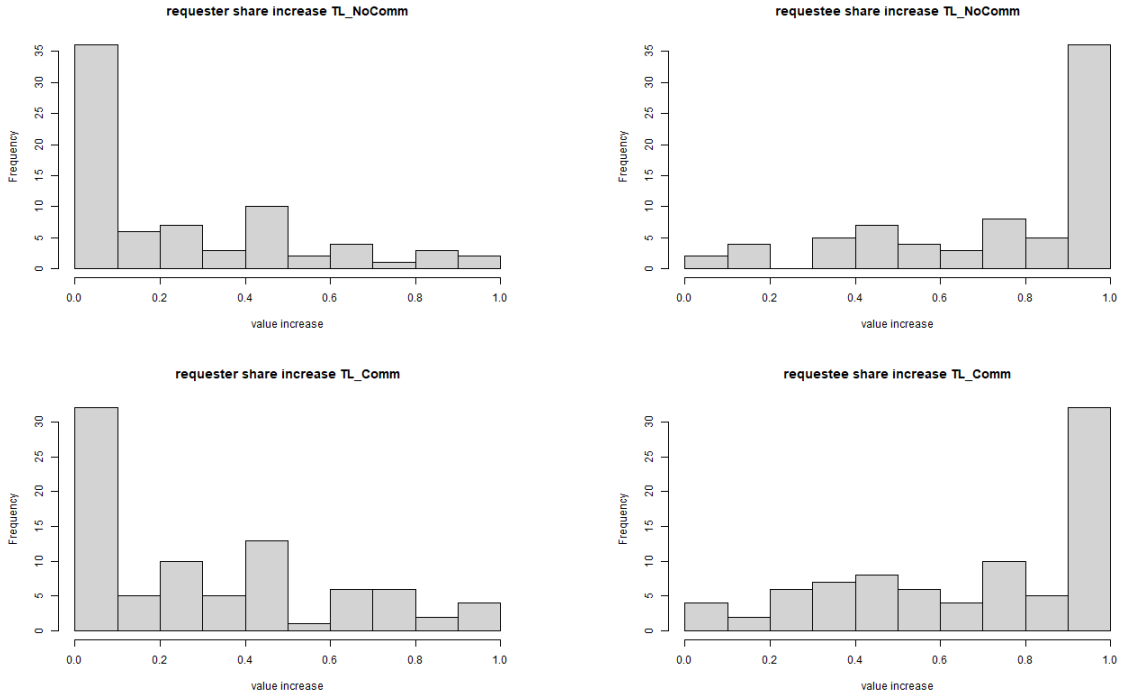 requester share increase TL_NoComm
Frequency
0 5 10 15 20 25 30 35
0.0 0.2 0.4 0.6 0.8 1.0
value increase
requestee share increase TL_NoComm
Frequency
0 5 10 15 20 25 30 35
0.0 0.2 0.4 0.6 0.8 1.0
value increase
requester share increase TL_Comm
Frequency
0 5 10 15 20 25 30
0.0 0.2 0.4 0.6 0.8 1.0
value increase
requestee share increase TL_Comm
Frequency
0 5 10 15 20 25 30
0.0 0.2 0.4 0.6 0.8 1.0
value increase